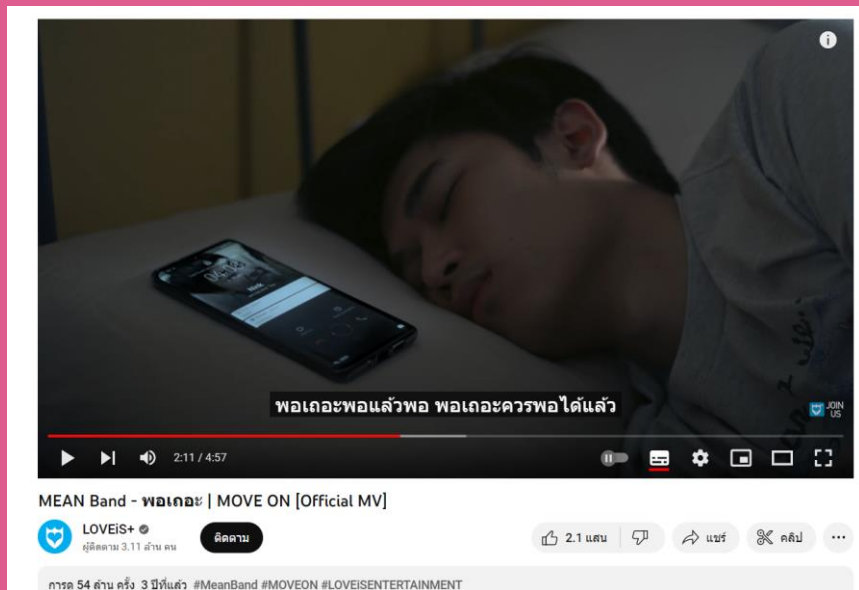 พอเถอะพอแล้วพอ พอเถอะควรพอได้แล้ว
JOIN
US
2:11 / 4:57
MEAN Band - พอเถอะ | MOVE ON [Official MV]
LOVEiS+
ผู้ติดตาม 3.11 ล้าน คน
ติดตาม
2.1 แสน
แชร์
คลิป
การดู 54 ล้าน ครั้ง 3 ปีที่แล้ว #MeanBand #MOVEON #LOVEiSENTERTAINMENT